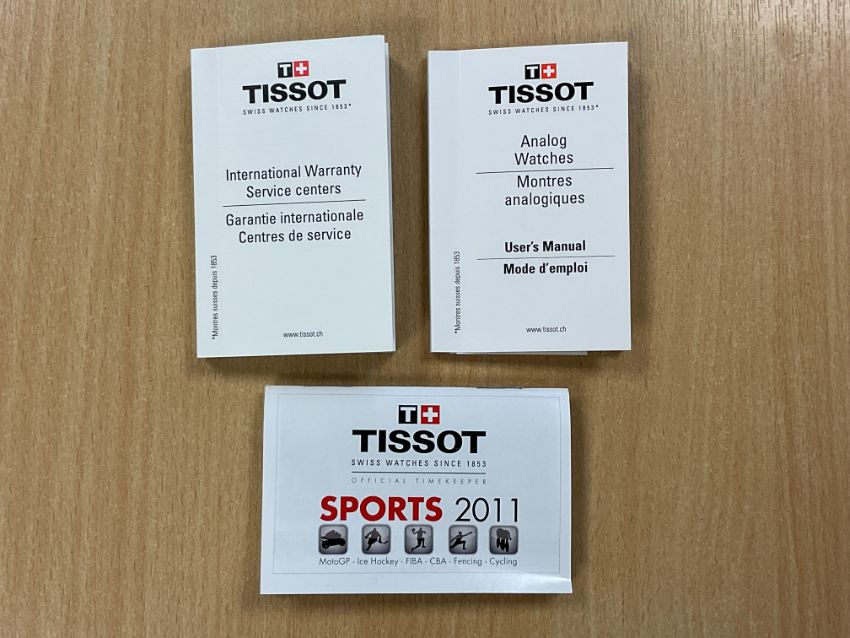 T+
TISSOT
SWISS WATCHES SINCE 1853*
International Warranty
Service centers
Garantie internationale
Centres de service
*Montres suisses depuis 1853
www.tissot.ch
T+
TISSOT
SWISS WATCHES SINCE 1853*
Analog
Watches
Montres
analogiques
User's Manual
Mode d'emploi
*Montres suisses depuis 1853
www.tissot.ch
T+
TISSOT
SWISS WATCHES SINCE 1853
OFFICIAL TIMEKEEPER
SPORTS 2011
MotoGP - Ice Hockey - FIBA - CBA - Fencing - Cycling